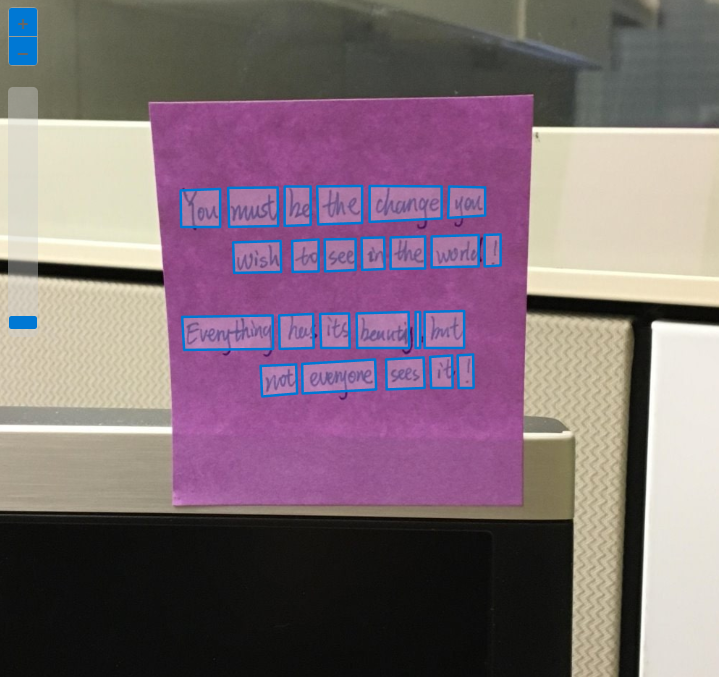 You must be the change you
wish to see in the world!
Everything has its beauty, but
not everyone sees it!